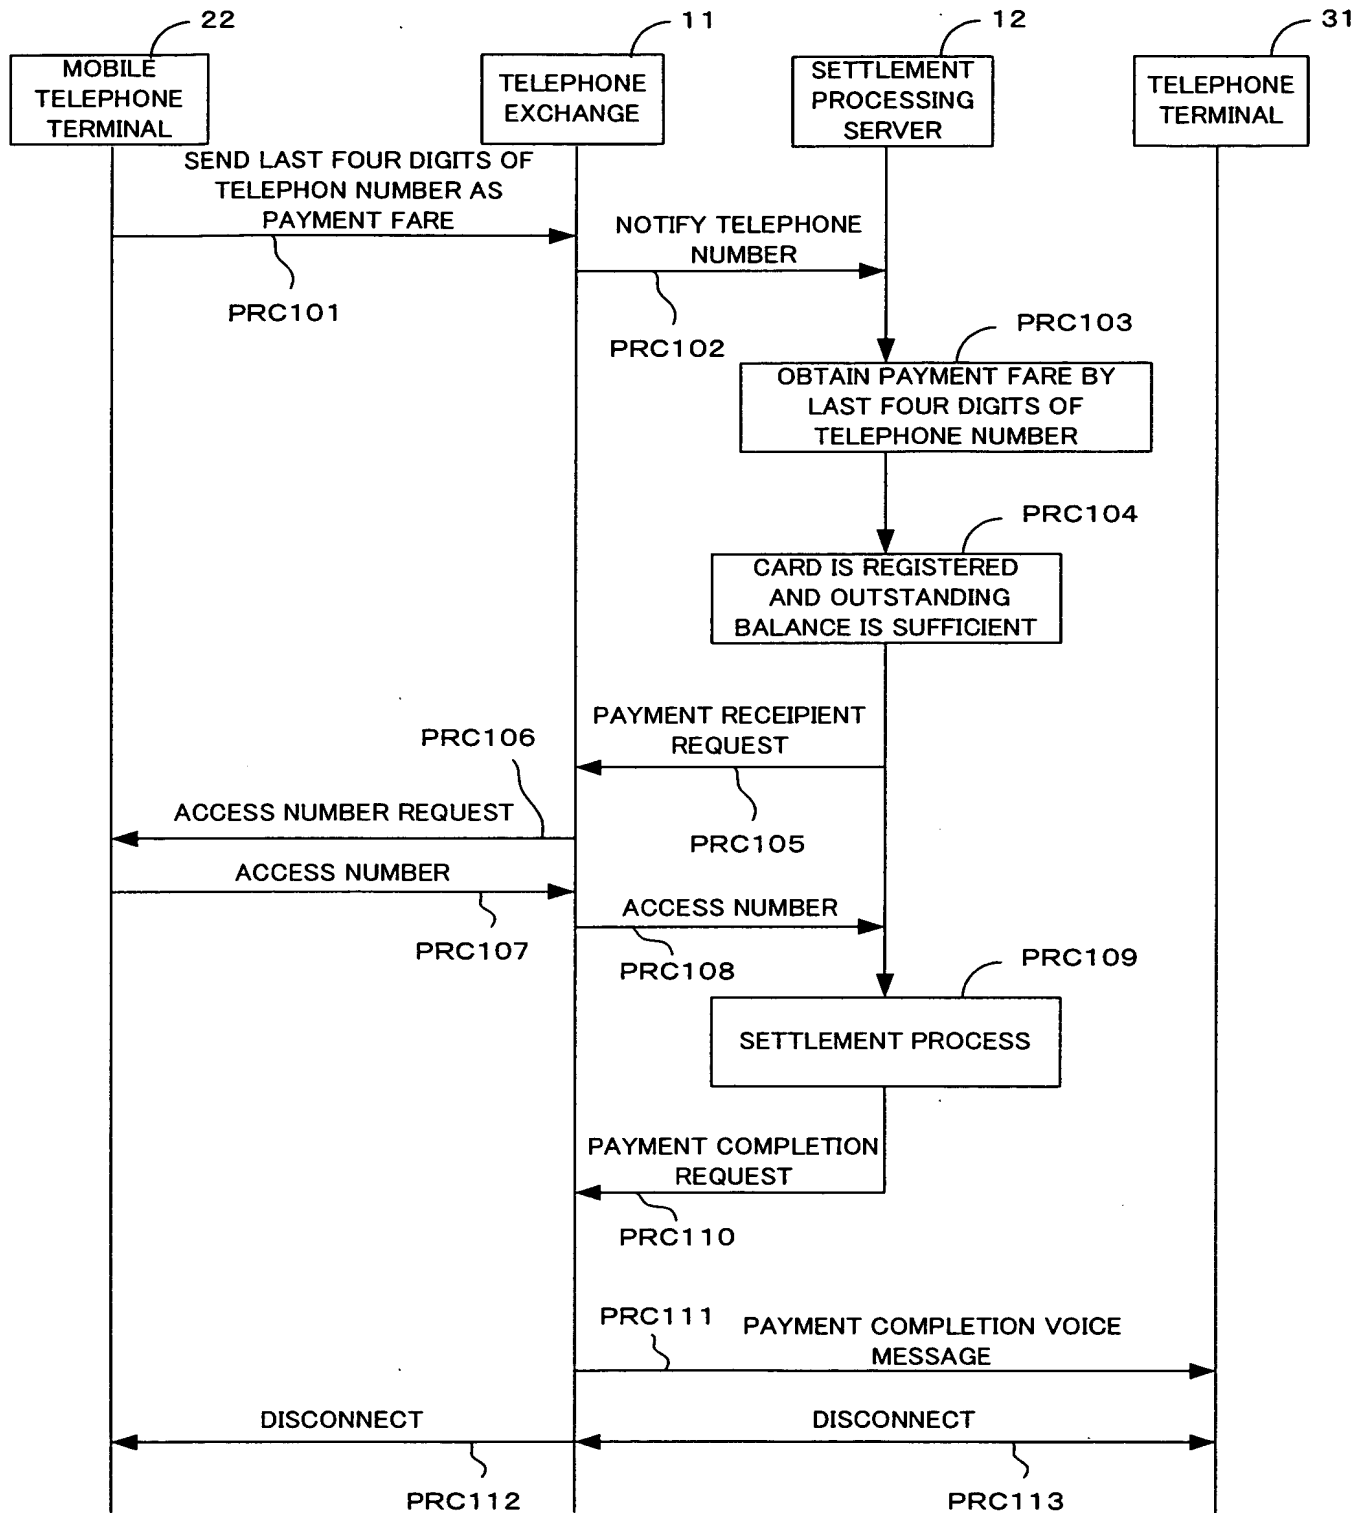 22
11
12
31
MOBILE
TELEPHONE
TERMINAL
TELEPHONE
EXCHANGE
SETTLEMENT
PROCESSING
SERVER
TELEPHONE
TERMINAL
SEND LAST FOUR DIGITS OF
TELEPHON NUMBER AS
PAYMENT FARE
PRC101
NOTIFY TELEPHONE
NUMBER
PRC102
PRC103
OBTAIN PAYMENT FARE BY
LAST FOUR DIGITS OF
TELEPHONE NUMBER
PRC104
CARD IS REGISTERED
AND OUTSTANDING
BALANCE IS SUFFICIENT
PAYMENT RECEIPIENT
REQUEST
PRC105
PRC106
ACCESS NUMBER REQUEST
ACCESS NUMBER
PRC107
ACCESS NUMBER
PRC108
PRC109
SETTLEMENT PROCESS
PAYMENT COMPLETION
REQUEST
PRC110
PRC111
PAYMENT COMPLETION VOICE
MESSAGE
DISCONNECT
DISCONNECT
PRC112
PRC113